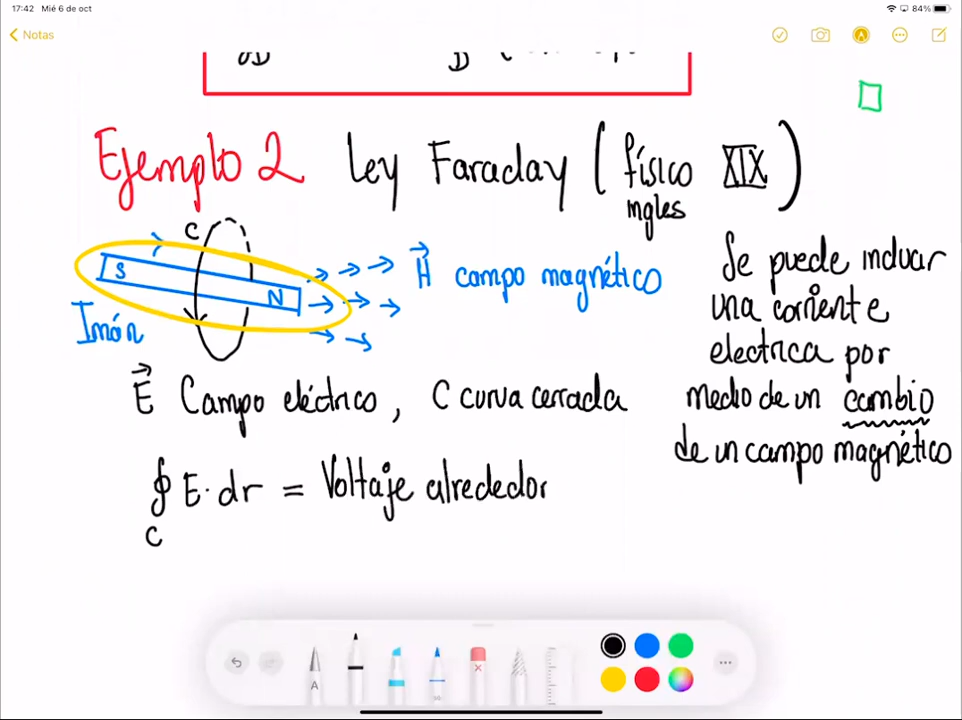 17:42 Mié 6 de oct
84%
Notas
Ejemplo 2 Ley Faraday (físico XIX)
ingles
C
S
N
Imán
H campo magnético
Se puede inducir
una corriente
electrica por
medio de un cambio
de un campo magnético
E Campo eléctrico, C curva cerrada
∮ E · dr = Voltaje alrededor
C
A